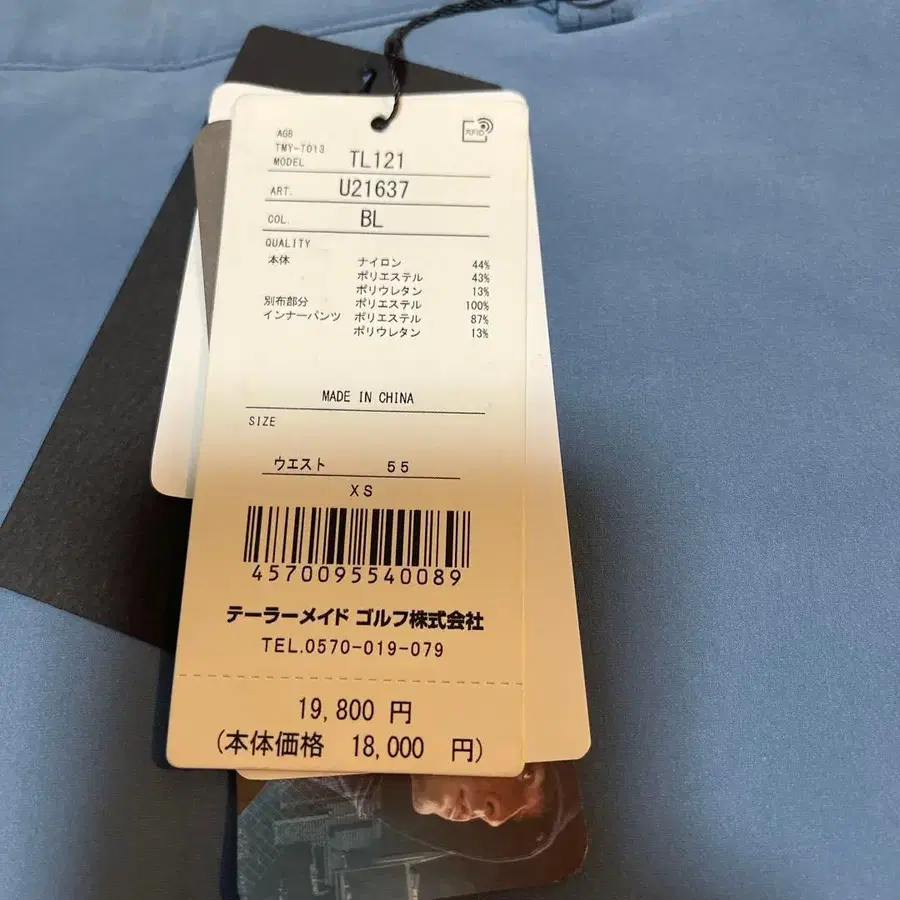 RFID
AGB
TMY-T013
MODEL TL121
ART. U21637
COL. BL
QUALITY
本体 ナイロン 44%
ポリエステル 43%
ポリウレタン 13%
別布部分 ポリエステル 100%
インナーパンツ ポリエステル 87%
ポリウレタン 13%
MADE IN CHINA
SIZE
ウエスト 55
XS
4570095540089
テーラーメイド ゴルフ株式会社
TEL.0570-019-079
19,800 円
(本体価格 18,000 円)